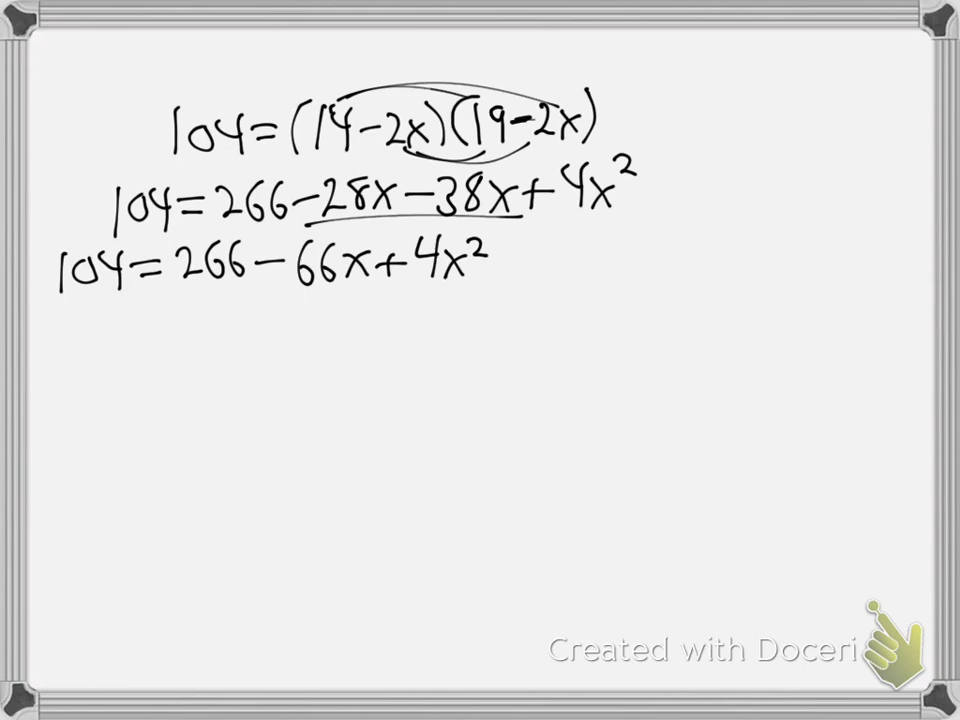 104=(14-2x)(19-2x)
104=266-28x-38x+4x²
104=266-66x+4x²
Created with Doceri